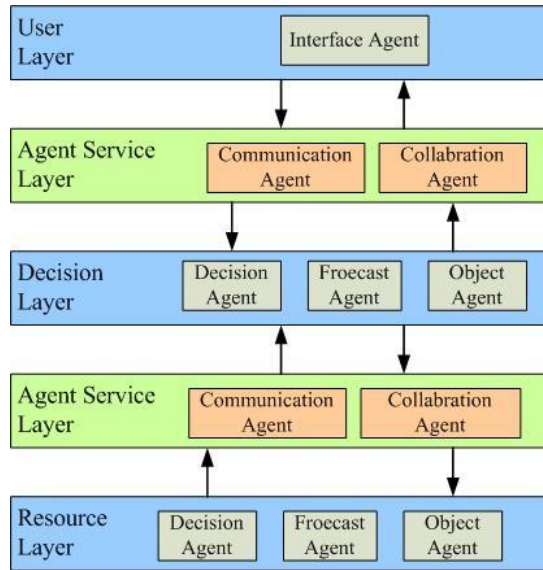 User
Layer
Interface Agent
Agent Service
Layer
Communication
Agent
Collabration
Agent
Decision
Layer
Decision
Agent
Froecast
Agent
Object
Agent
Agent Service
Layer
Communication
Agent
Collabration
Agent
Resource
Layer
Decision
Agent
Froecast
Agent
Object
Agent